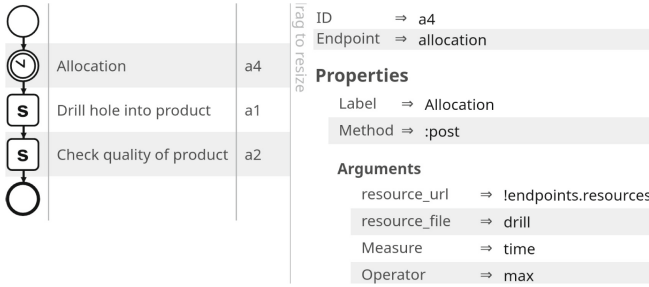 Allocation a4
s Drill hole into product a1
s Check quality of product a2
rag to resize
ID ⇒ a4
Endpoint ⇒ allocation
Properties
Label ⇒ Allocation
Method ⇒ :post
Arguments
resource_url ⇒ !endpoints.resources
resource_file ⇒ drill
Measure ⇒ time
Operator ⇒ max